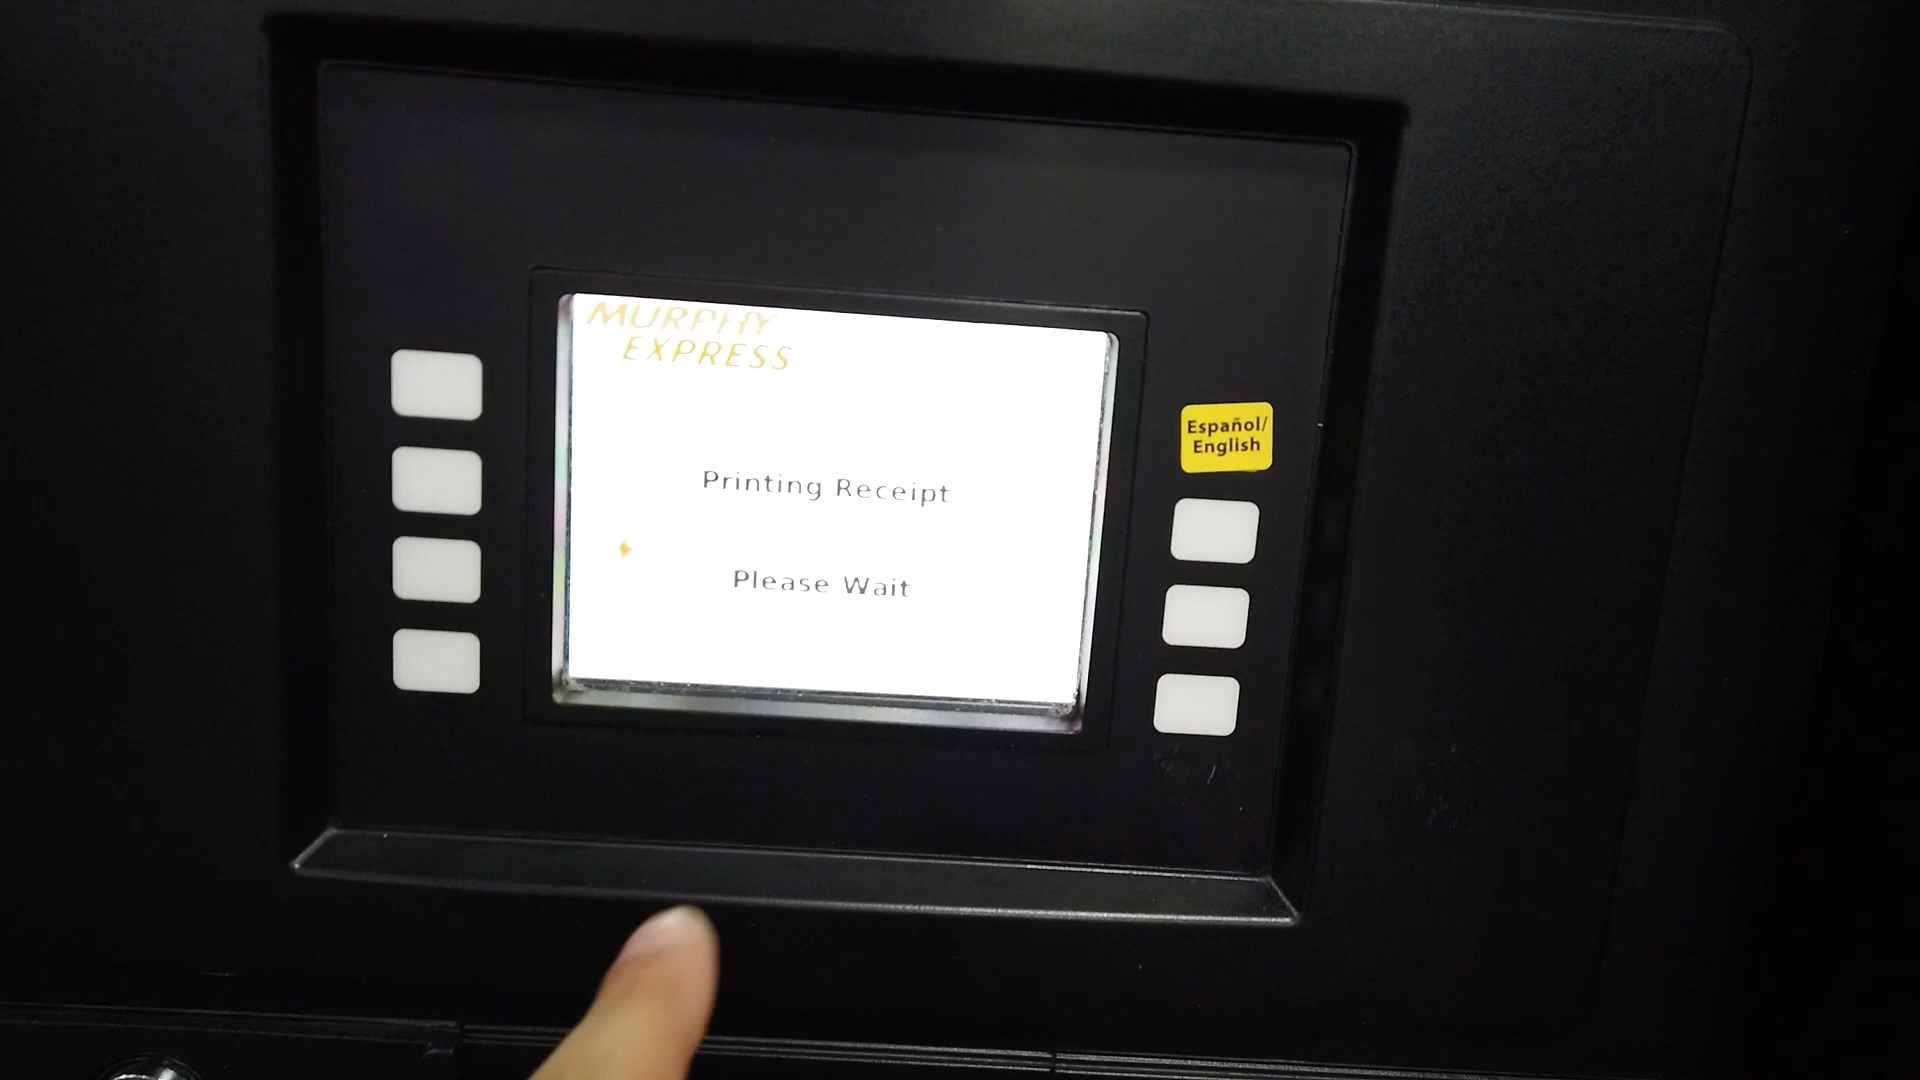 MURPHY
EXPRESS
Printing Receipt
Please Wait
Español/
English